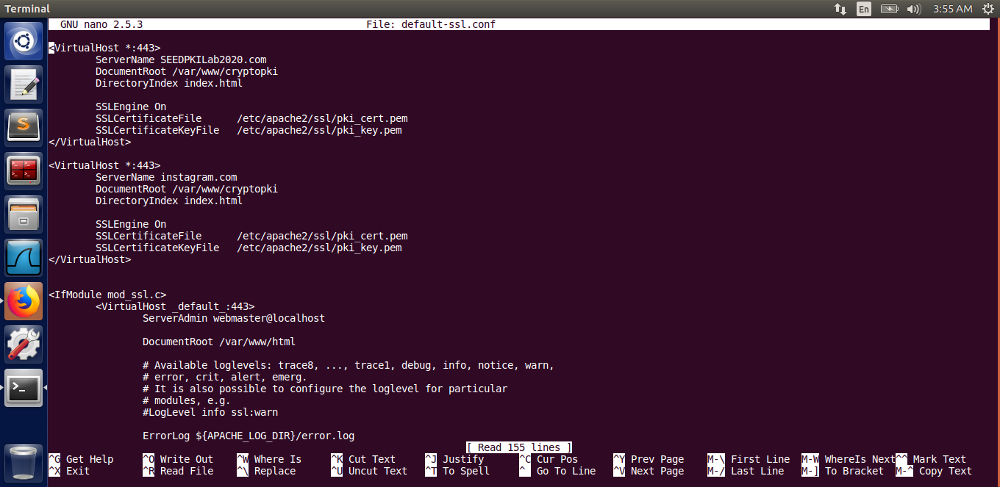 Terminal En 3:55 AM
GNU nano 2.5.3 File: default-ssl.conf
<VirtualHost *:443>
ServerName SEEDPKILab2020.com
DocumentRoot /var/www/cryptopki
DirectoryIndex index.html
SSLEngine On
SSLCertificateFile /etc/apache2/ssl/pki_cert.pem
SSLCertificateKeyFile /etc/apache2/ssl/pki_key.pem
</VirtualHost>
<VirtualHost *:443>
ServerName instagram.com
DocumentRoot /var/www/cryptopki
DirectoryIndex index.html
SSLEngine On
SSLCertificateFile /etc/apache2/ssl/pki_cert.pem
SSLCertificateKeyFile /etc/apache2/ssl/pki_key.pem
</VirtualHost>
<IfModule mod_ssl.c>
<VirtualHost _default_:443>
ServerAdmin webmaster@localhost
DocumentRoot /var/www/html
# Available loglevels: trace8, ..., trace1, debug, info, notice, warn,
# error, crit, alert, emerg.
# It is also possible to configure the loglevel for particular
# modules, e.g.
#LogLevel info ssl:warn
ErrorLog ${APACHE_LOG_DIR}/error.log
[ Read 155 lines ]
^G Get Help ^O Write Out ^W Where Is ^K Cut Text ^J Justify ^C Cur Pos ^Y Prev Page M-\ First Line M-W WhereIs Next ^^ Mark Text
^X Exit ^R Read File ^\ Replace ^U Uncut Text ^T To Spell ^_ Go To Line ^V Next Page M-/ Last Line M-] To Bracket M-^ Copy Text